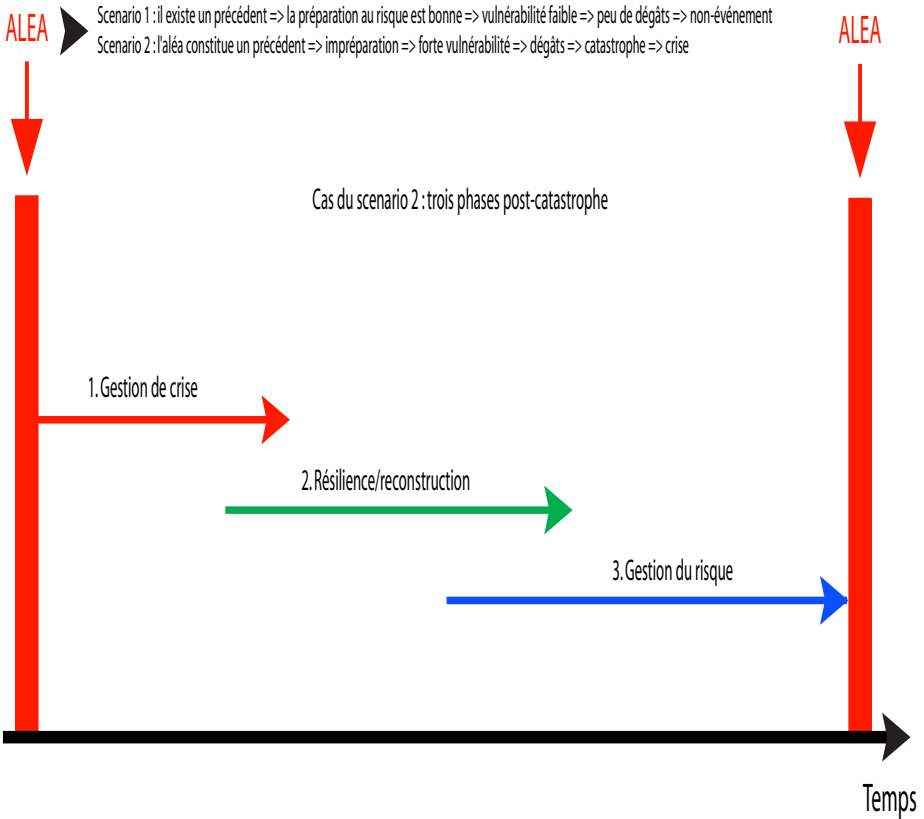 ALEA
Scenario 1 : il existe un précédent => la préparation au risque est bonne => vulnérabilité faible => peu de dégâts => non-événement
Scenario 2 : l'aléa constitue un précédent => impréparation => forte vulnérabilité => dégâts => catastrophe => crise
ALEA
Cas du scenario 2 : trois phases post-catastrophe
1. Gestion de crise
2. Résilience/reconstruction
3. Gestion du risque
Temps